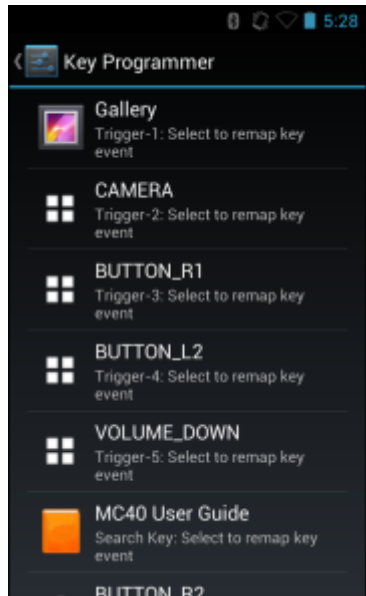 5:28
Key Programmer
Gallery
Trigger-1: Select to remap key
event
CAMERA
Trigger-2: Select to remap key
event
BUTTON_R1
Trigger-3: Select to remap key
event
BUTTON_L2
Trigger-4: Select to remap key
event
VOLUME_DOWN
Trigger-5: Select to remap key
event
MC40 User Guide
Search Key: Select to remap key
event
BUTTON_R2